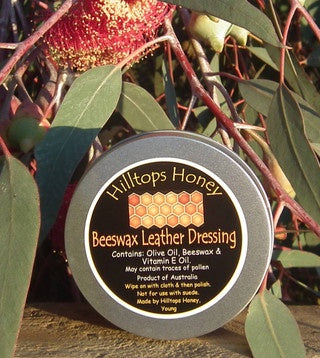 Hilltops Honey
Beeswax Leather Dressing
Contains: Olive Oil, Beeswax &
Vitamin E Oil.
May contain traces of pollen
Product of Australia
Wipe on with cloth & then polish.
Not for use with suede.
Made by Hilltops Honey,
Young